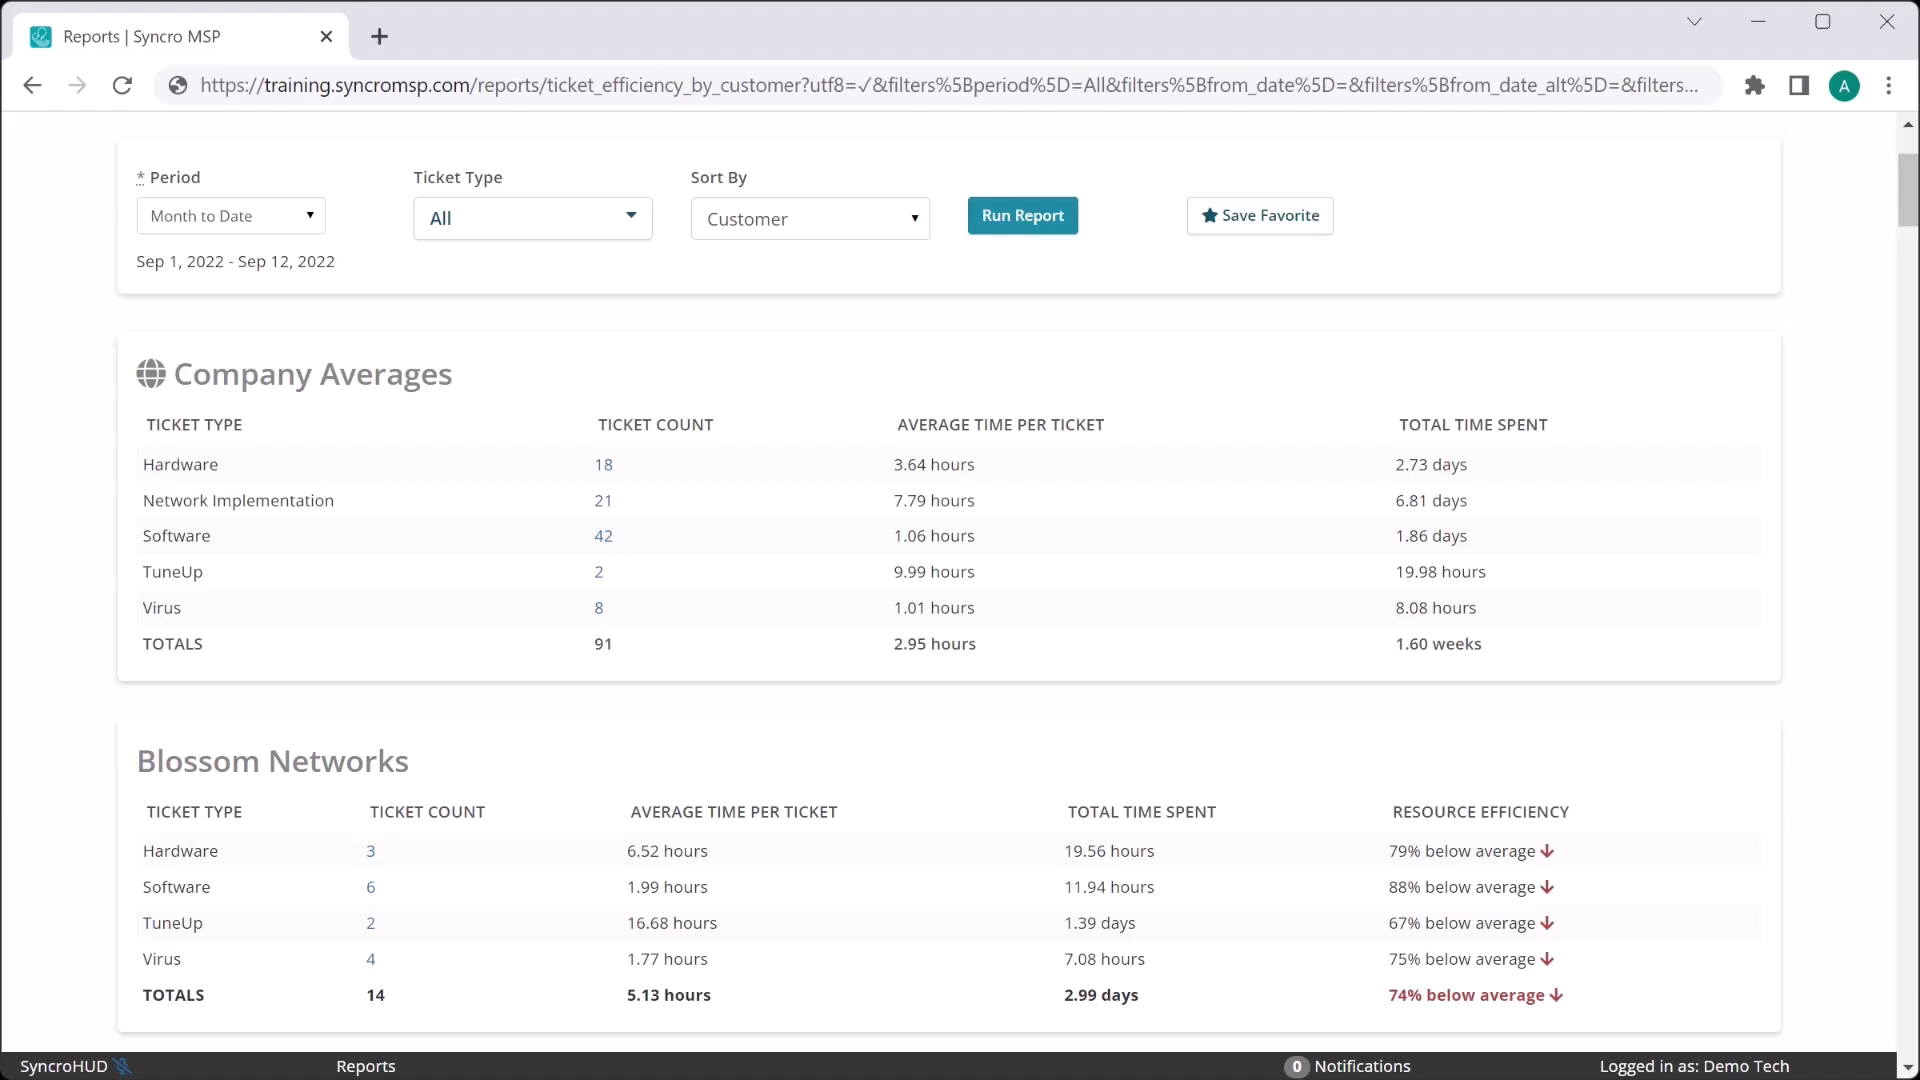 Reports | Syncro MSP
https://training.syncromsp.com/reports/ticket_efficiency_by_customer?utf8=✓&filters%5Bperiod%5D=All&filters%5Bfrom_date%5D=&filters%5Bfrom_date_alt%5D=&filters...
A
* Period
Ticket Type
Sort By
Month to Date
All
Customer
Run Report
Save Favorite
Sep 1, 2022 - Sep 12, 2022
Company Averages
TICKET TYPE TICKET COUNT AVERAGE TIME PER TICKET TOTAL TIME SPENT
Hardware 18 3.64 hours 2.73 days
Network Implementation 21 7.79 hours 6.81 days
Software 42 1.06 hours 1.86 days
TuneUp 2 9.99 hours 19.98 hours
Virus 8 1.01 hours 8.08 hours
TOTALS 91 2.95 hours 1.60 weeks
Blossom Networks
TICKET TYPE TICKET COUNT AVERAGE TIME PER TICKET TOTAL TIME SPENT RESOURCE EFFICIENCY
Hardware 3 6.52 hours 19.56 hours 79% below average
Software 6 1.99 hours 11.94 hours 88% below average
TuneUp 2 16.68 hours 1.39 days 67% below average
Virus 4 1.77 hours 7.08 hours 75% below average
TOTALS 14 5.13 hours 2.99 days 74% below average
SyncroHUD Reports 0 Notifications Logged in as: Demo Tech